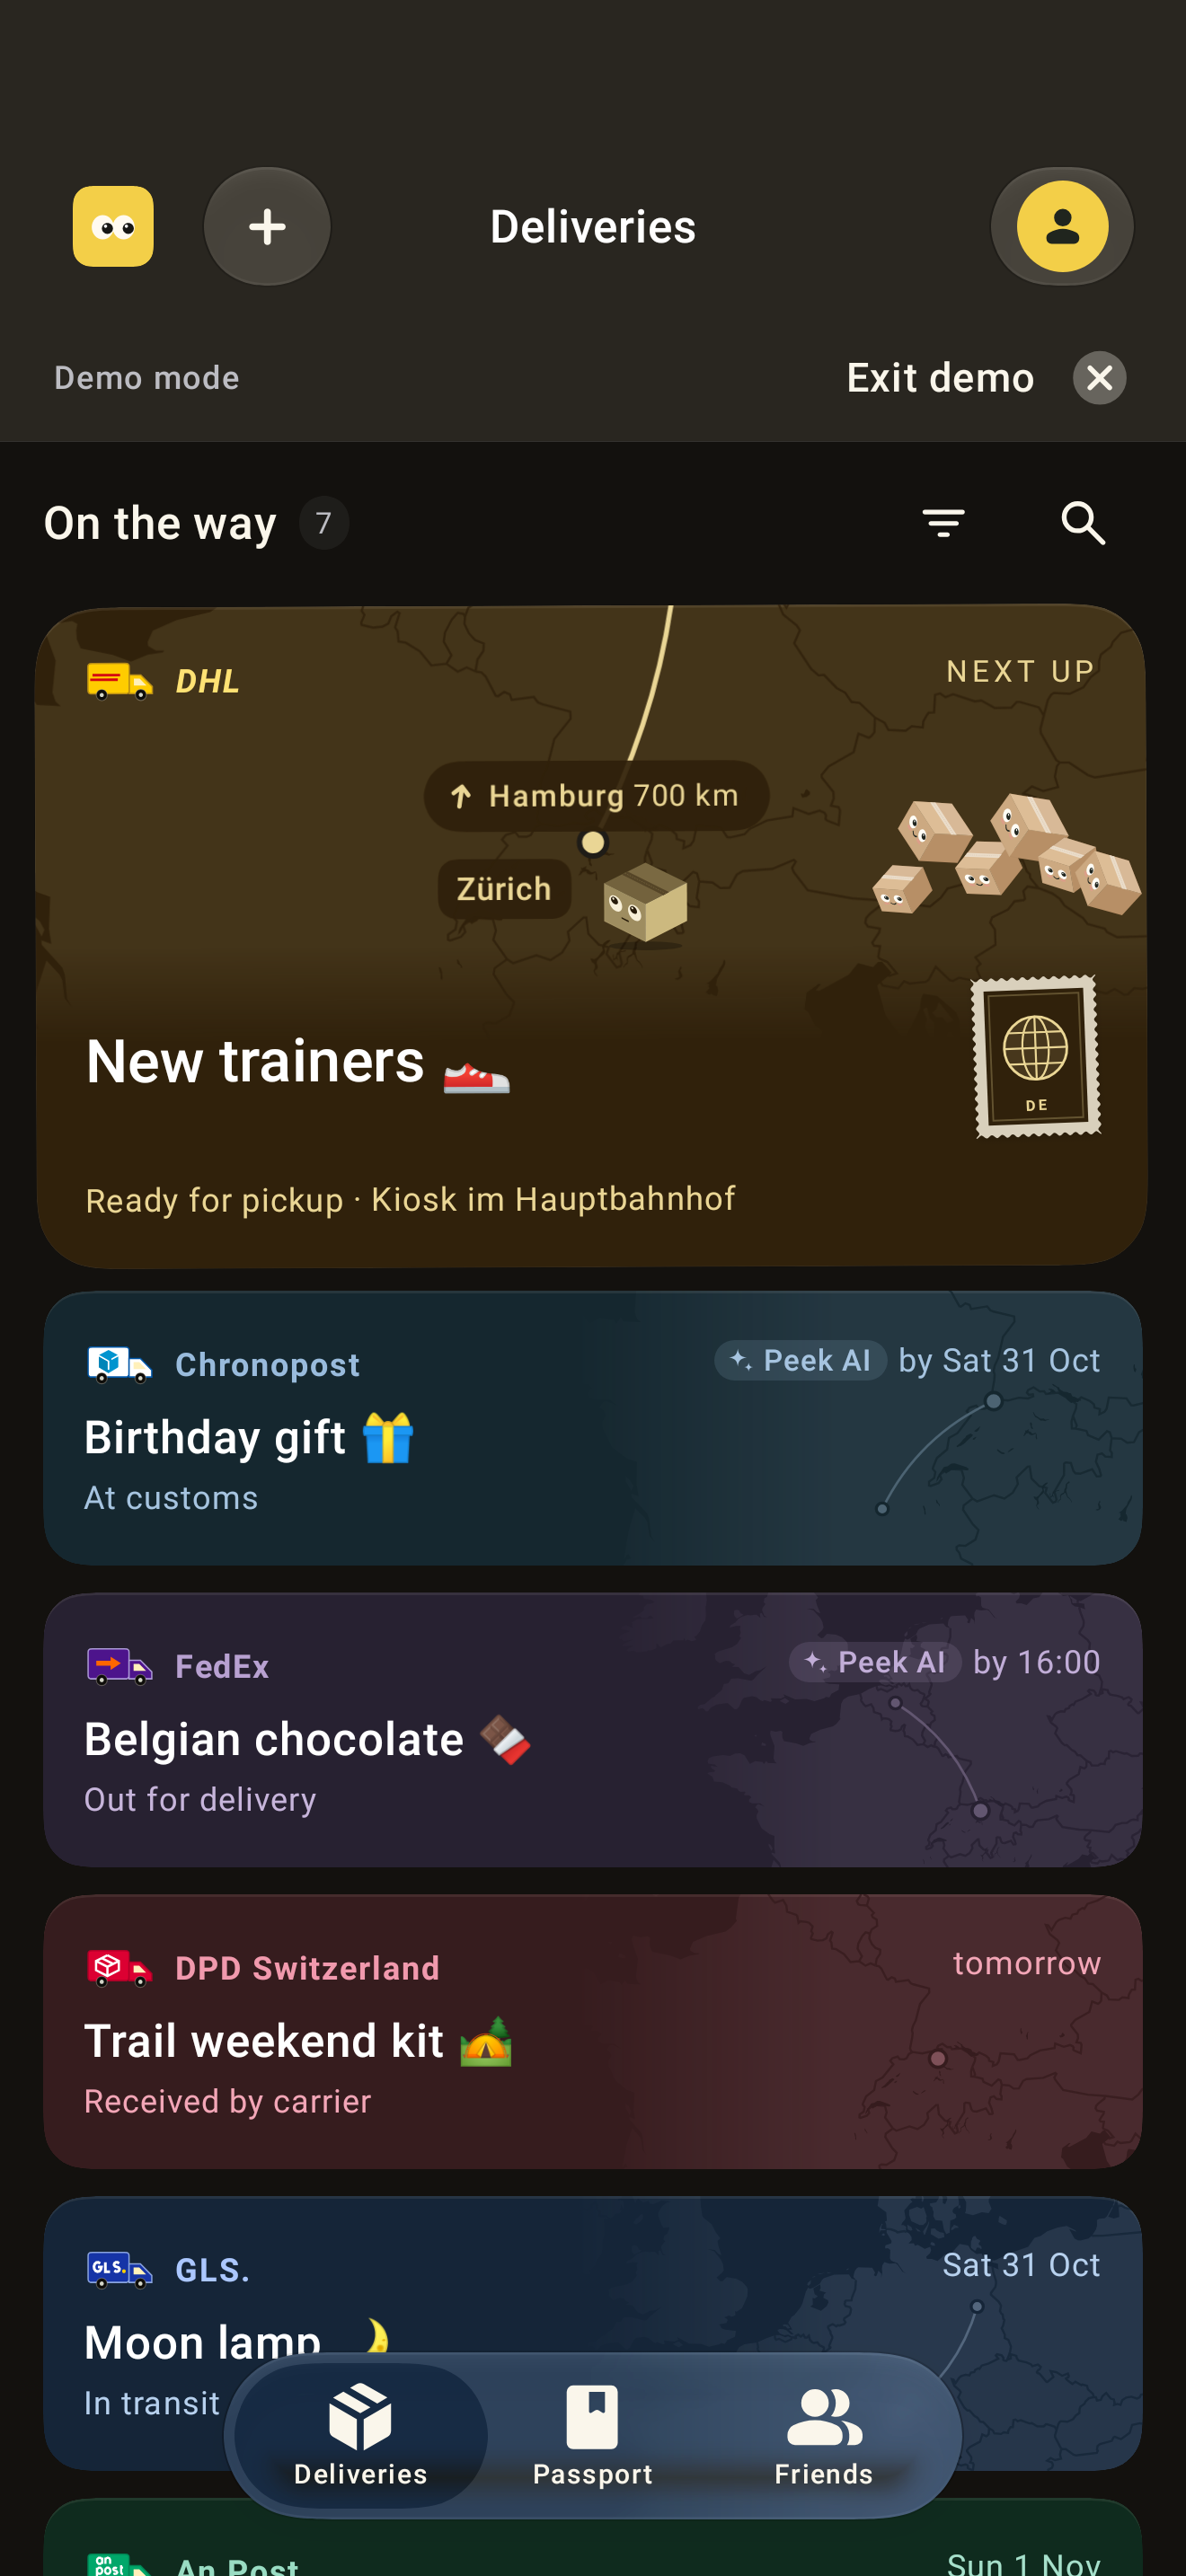 Deliveries
Demo mode
Exit demo
On the way 7
DHL
NEXT UP
Hamburg 700 km
Zürich
New trainers
DE
Ready for pickup · Kiosk im Hauptbahnhof
Chronopost
Peek AI by Sat 31 Oct
Birthday gift
At customs
FedEx
Peek AI by 16:00
Belgian chocolate
Out for delivery
DPD Switzerland
tomorrow
Trail weekend kit
Received by carrier
GLS.
GLS.
Sat 31 Oct
Moon lamp
In transit
Deliveries
Passport
Friends
an post
An Post
Sun 1 Nov